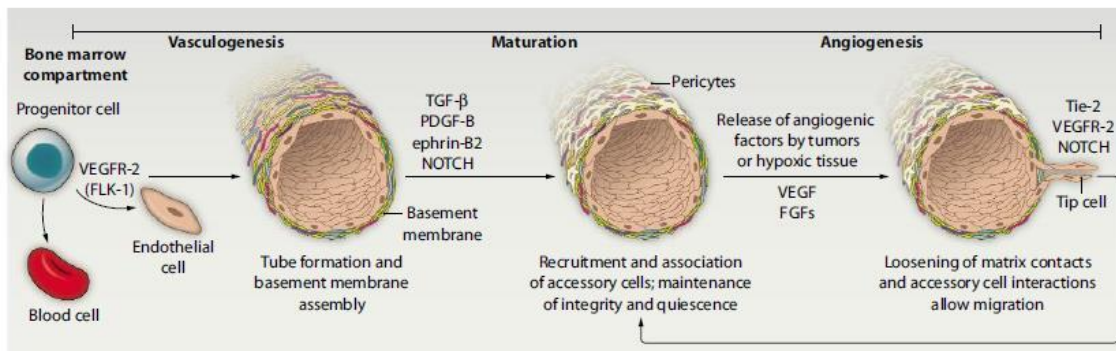 Vasculogenesis
Maturation
Angiogenesis
Bone marrow
compartment
Progenitor cell
VEGFR-2
(FLK-1)
Endothelial
cell
Blood cell
Tube formation and
basement membrane
assembly
TGF-β
PDGF-B
ephrin-B2
NOTCH
Basement
membrane
Pericytes
Recruitment and association
of accessory cells; maintenance
of integrity and quiescence
Release of angiogenic
factors by tumors
or hypoxic tissue
VEGF
FGFs
Tie-2
VEGFR-2
NOTCH
Tip cell
Loosening of matrix contacts
and accessory cell interactions
allow migration